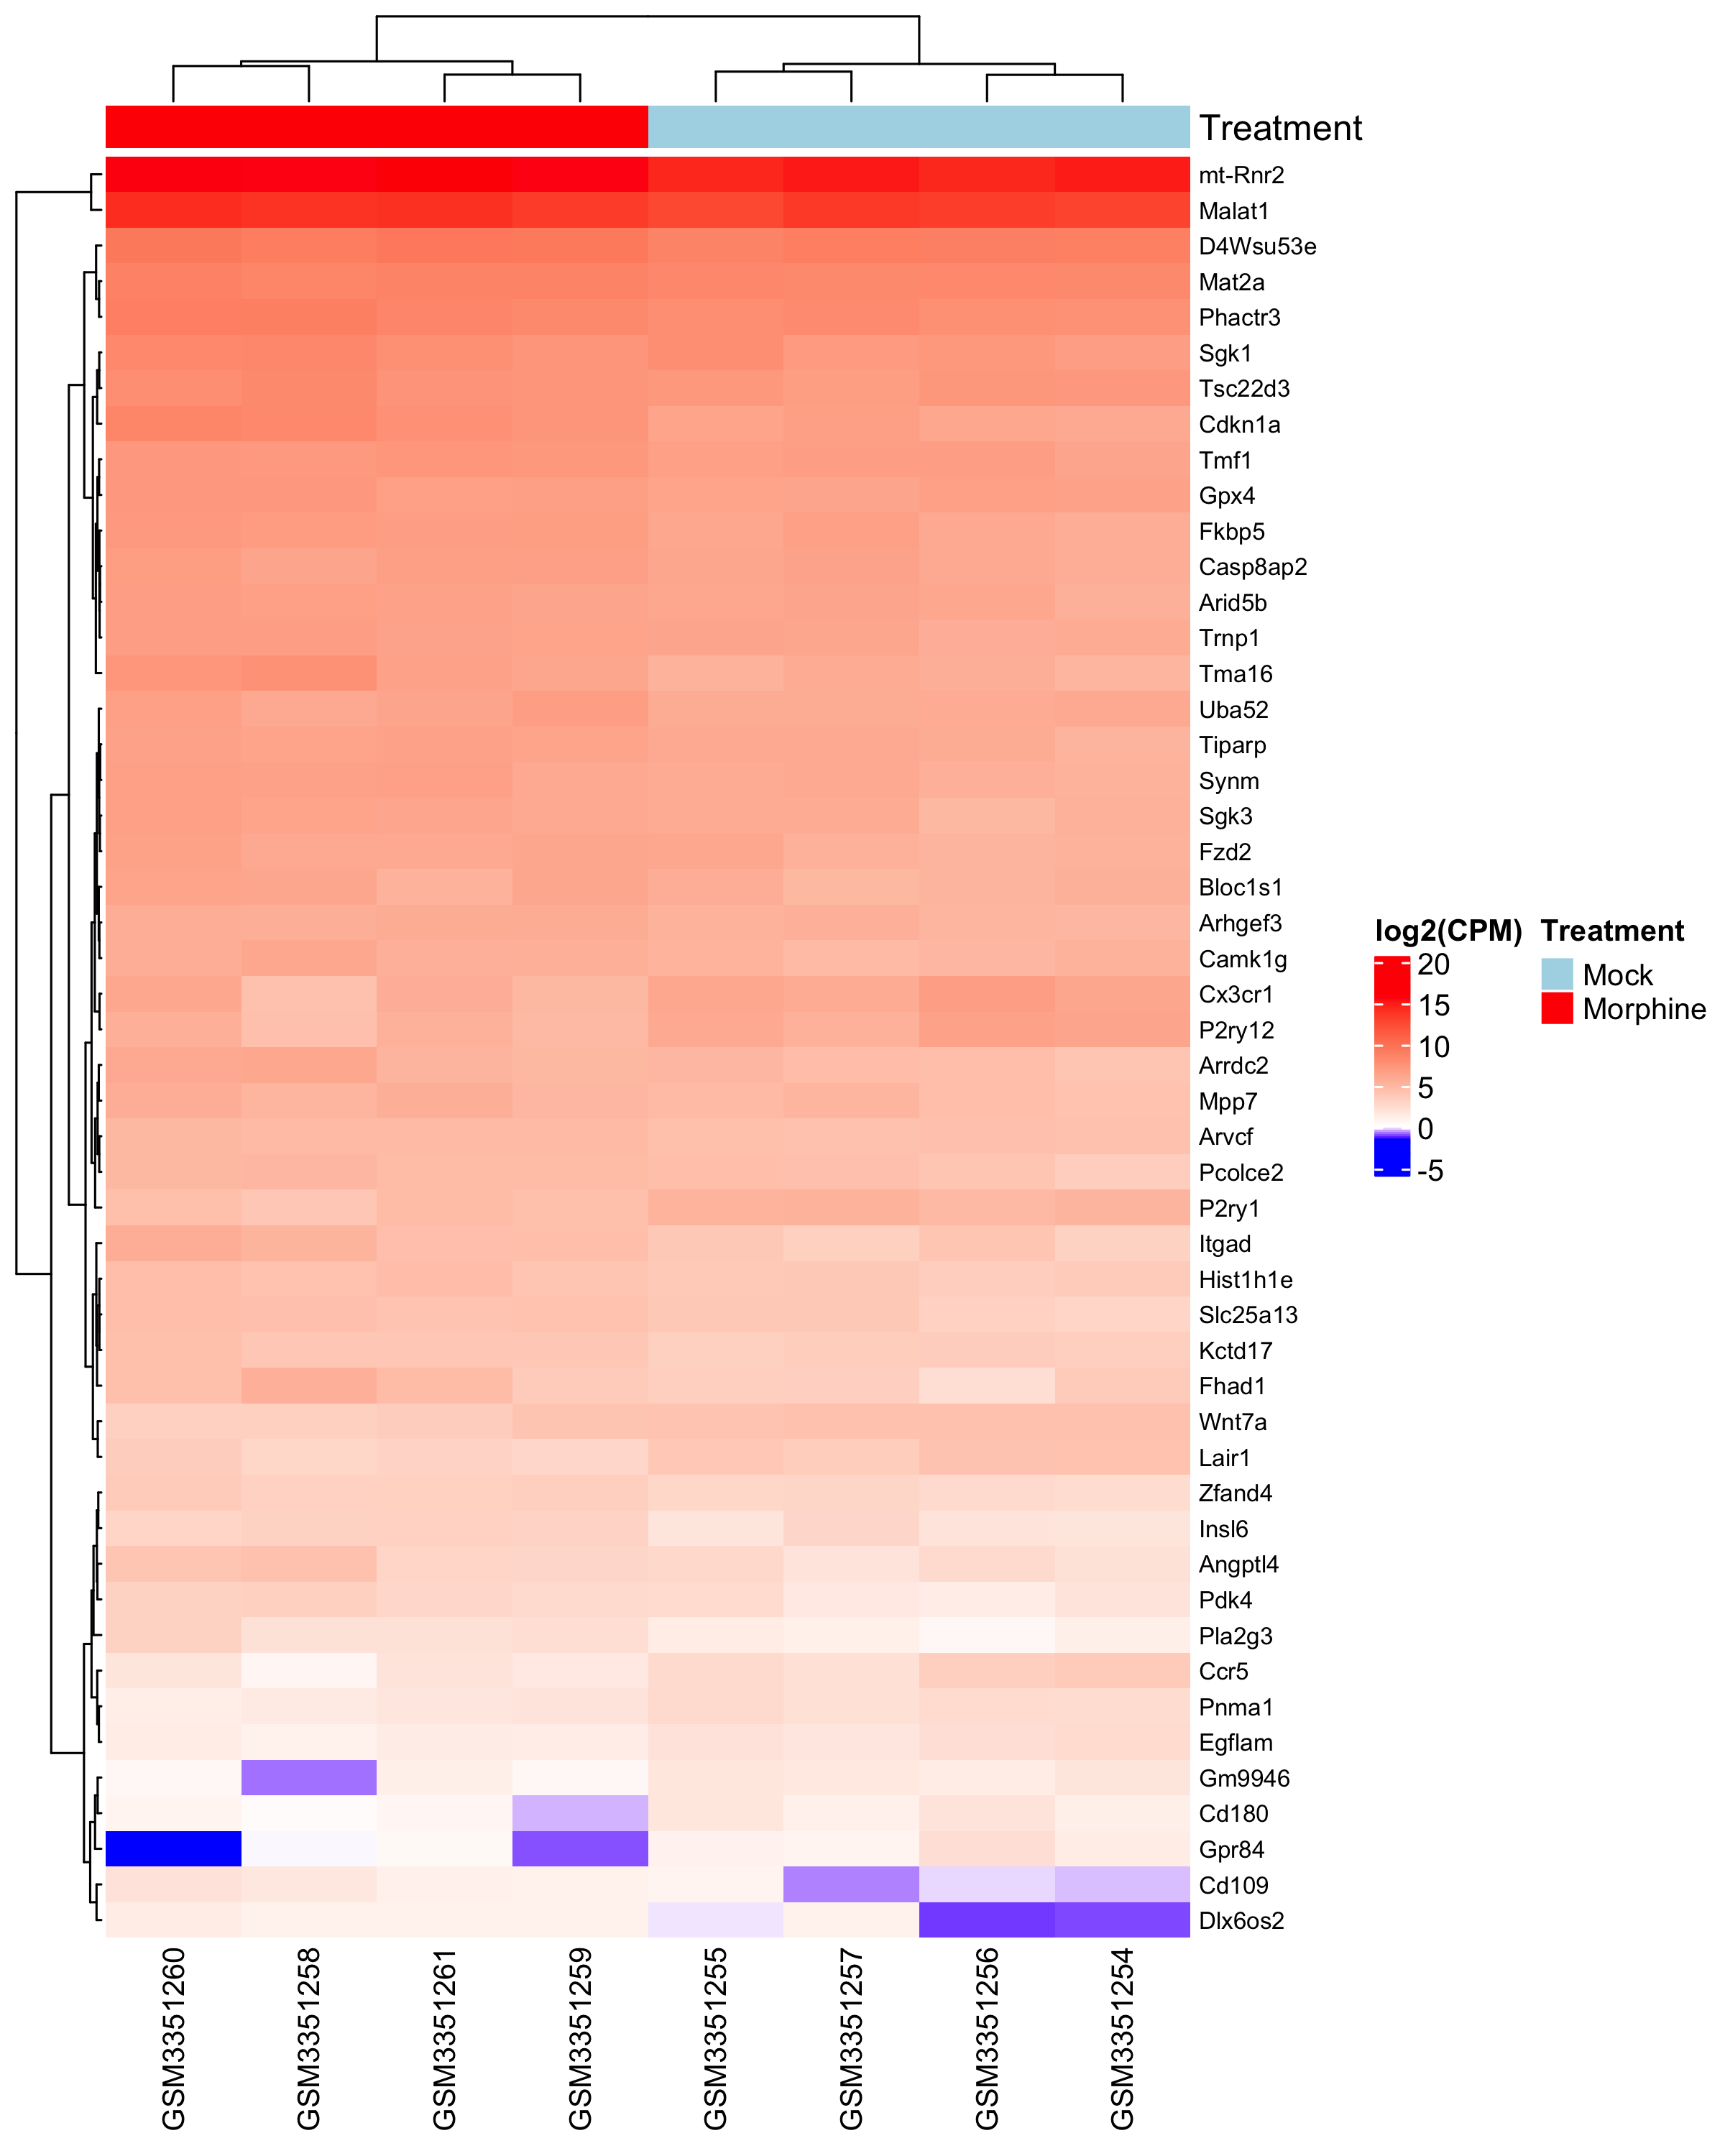 Treatment
mt-Rnr2
Malat1
D4Wsu53e
Mat2a
Phactr3
Sgk1
Tsc22d3
Cdkn1a
Tmf1
Gpx4
Fkbp5
Casp8ap2
Arid5b
Trnp1
Tma16
Uba52
Tiparp
Synm
Sgk3
Fzd2
Bloc1s1
Arhgef3
Camk1g
Cx3cr1
P2ry12
Arrdc2
Mpp7
Arvcf
Pcolce2
P2ry1
Itgad
Hist1h1e
Slc25a13
Kctd17
Fhad1
Wnt7a
Lair1
Zfand4
Insl6
Angptl4
Pdk4
Pla2g3
Ccr5
Pnma1
Egflam
Gm9946
Cd180
Gpr84
Cd109
Dlx6os2
GSM3351260
GSM3351258
GSM3351261
GSM3351259
GSM3351255
GSM3351257
GSM3351256
GSM3351254
log2(CPM)
20
15
10
5
0
-5
Treatment
Mock
Morphine